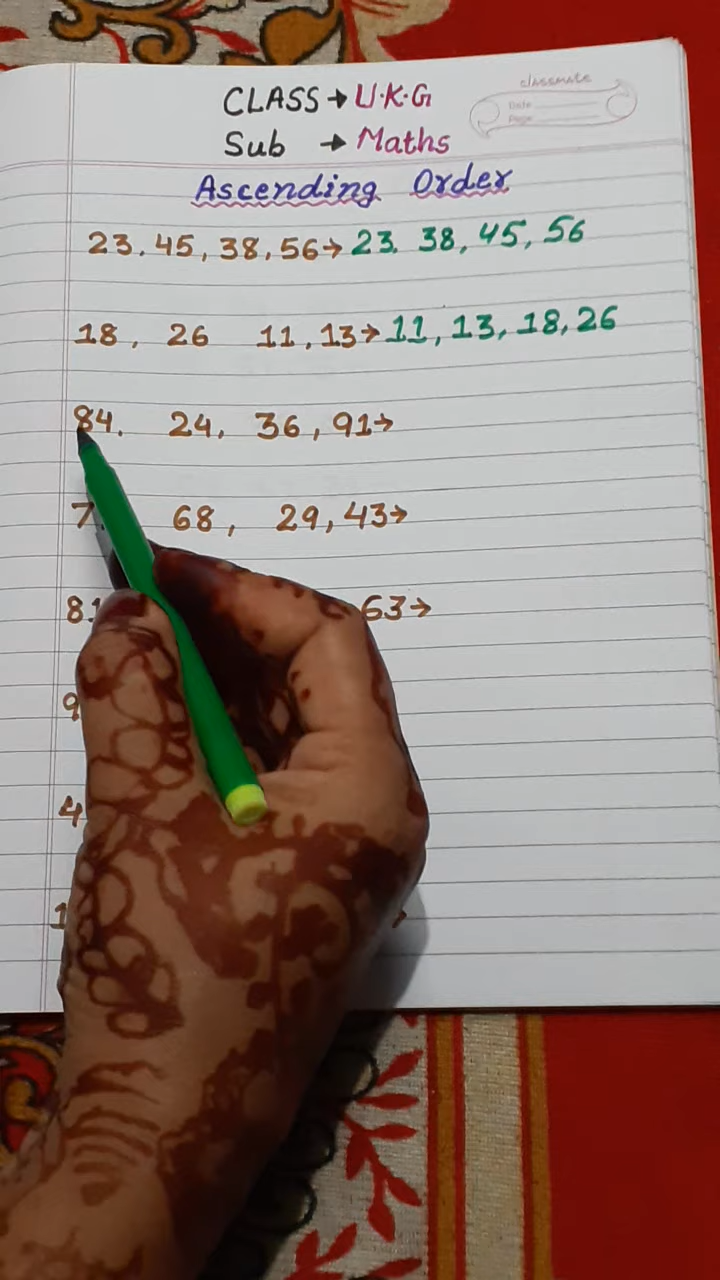 classmate
Date
Page
CLASS → U.K.G
Sub → Maths
Ascending Order
23. 45, 38, 56→ 23. 38, 45, 56
18, 26 11, 13→ 11, 13, 18, 26
84. 24, 36, 91→
68, 29, 43→
63→